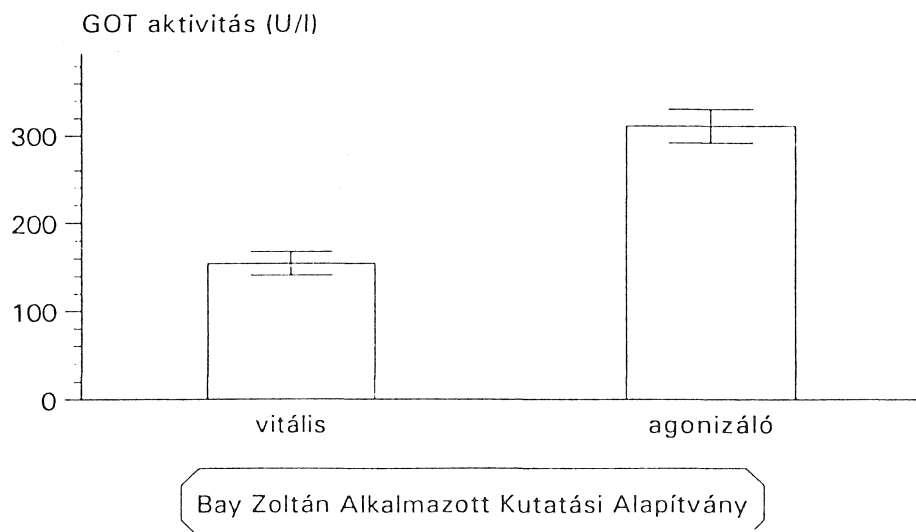 GOT aktivitás (U/l)
300
200
100
0
vitális agonizáló
Bay Zoltán Alkalmazott Kutatási Alapítvány